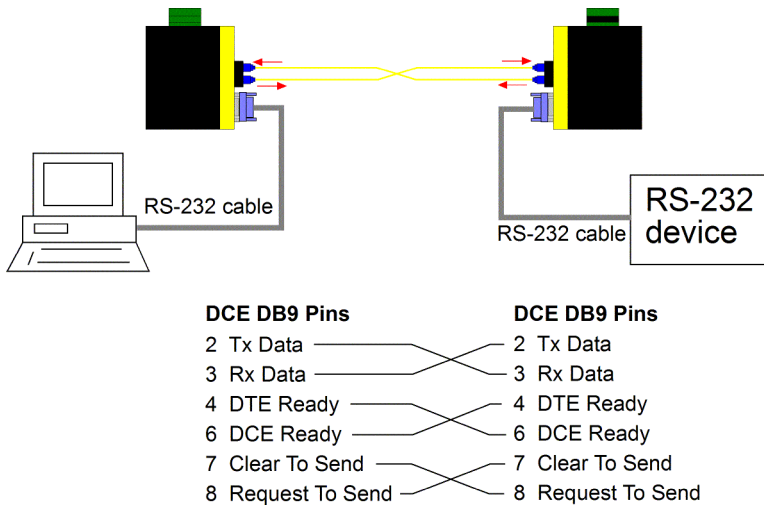 RS-232 cable
RS-232 cable
RS-232
device
DCE DB9 Pins
DCE DB9 Pins
2 Tx Data
2 Tx Data
3 Rx Data
3 Rx Data
4 DTE Ready
4 DTE Ready
6 DCE Ready
6 DCE Ready
7 Clear To Send
7 Clear To Send
8 Request To Send
8 Request To Send